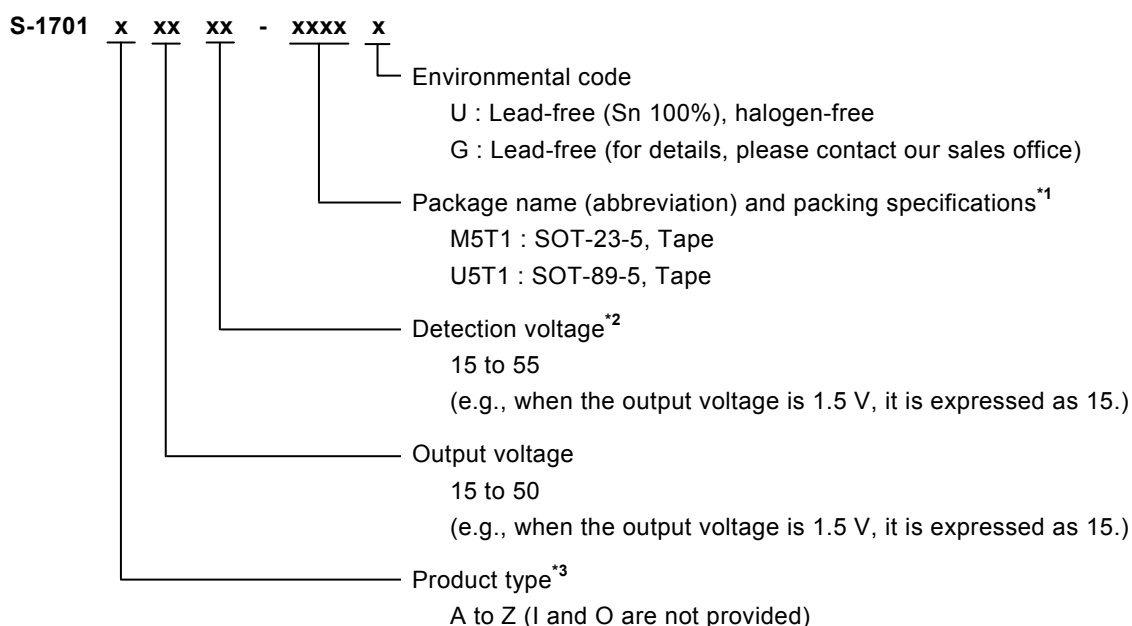 S-1701 x xx xx - xxxx x
Environmental code
U : Lead-free (Sn 100%), halogen-free
G : Lead-free (for details, please contact our sales office)
Package name (abbreviation) and packing specifications*1
M5T1 : SOT-23-5, Tape
U5T1 : SOT-89-5, Tape
Detection voltage*2
15 to 55
(e.g., when the output voltage is 1.5 V, it is expressed as 15.)
Output voltage
15 to 50
(e.g., when the output voltage is 1.5 V, it is expressed as 15.)
Product type*3
A to Z (I and O are not provided)